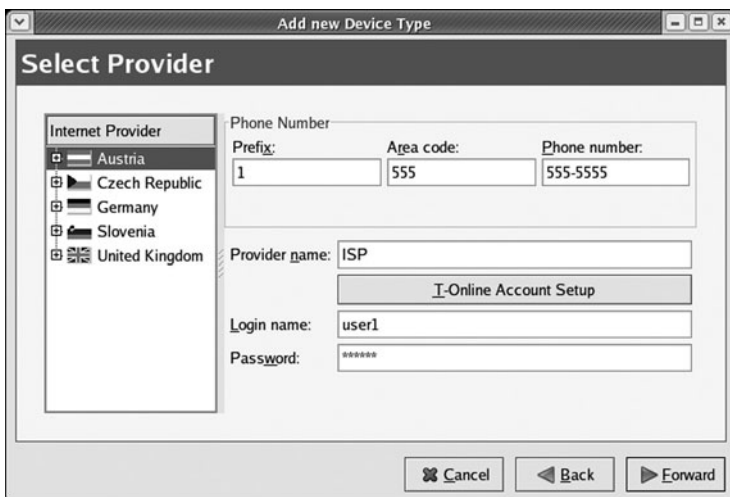 Add new Device Type
Select Provider
Internet Provider
Austria
Czech Republic
Germany
Slovenia
United Kingdom
Phone Number
Prefix: Area code: Phone number:
1 555 555-5555
Provider name: ISP
T-Online Account Setup
Login name: user1
Password: ******
Cancel Back Forward